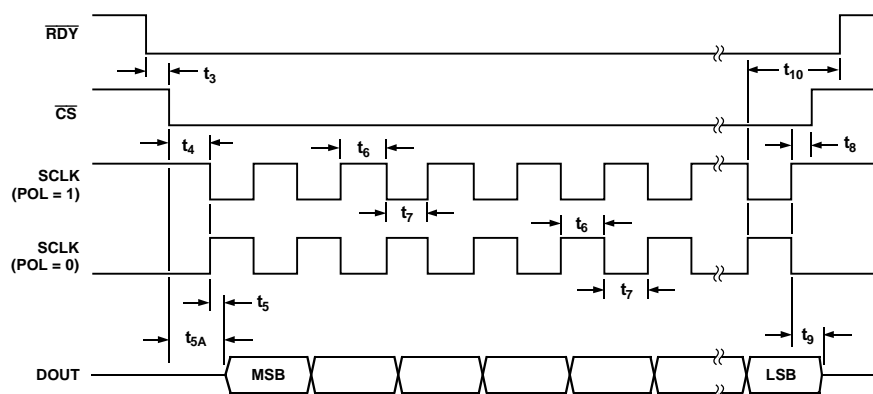 RDY
t3
t10
CS
t4
t6
t8
SCLK
(POL = 1)
t7
t6
SCLK
(POL = 0)
t7
t5
t5A
t9
DOUT
MSB
LSB